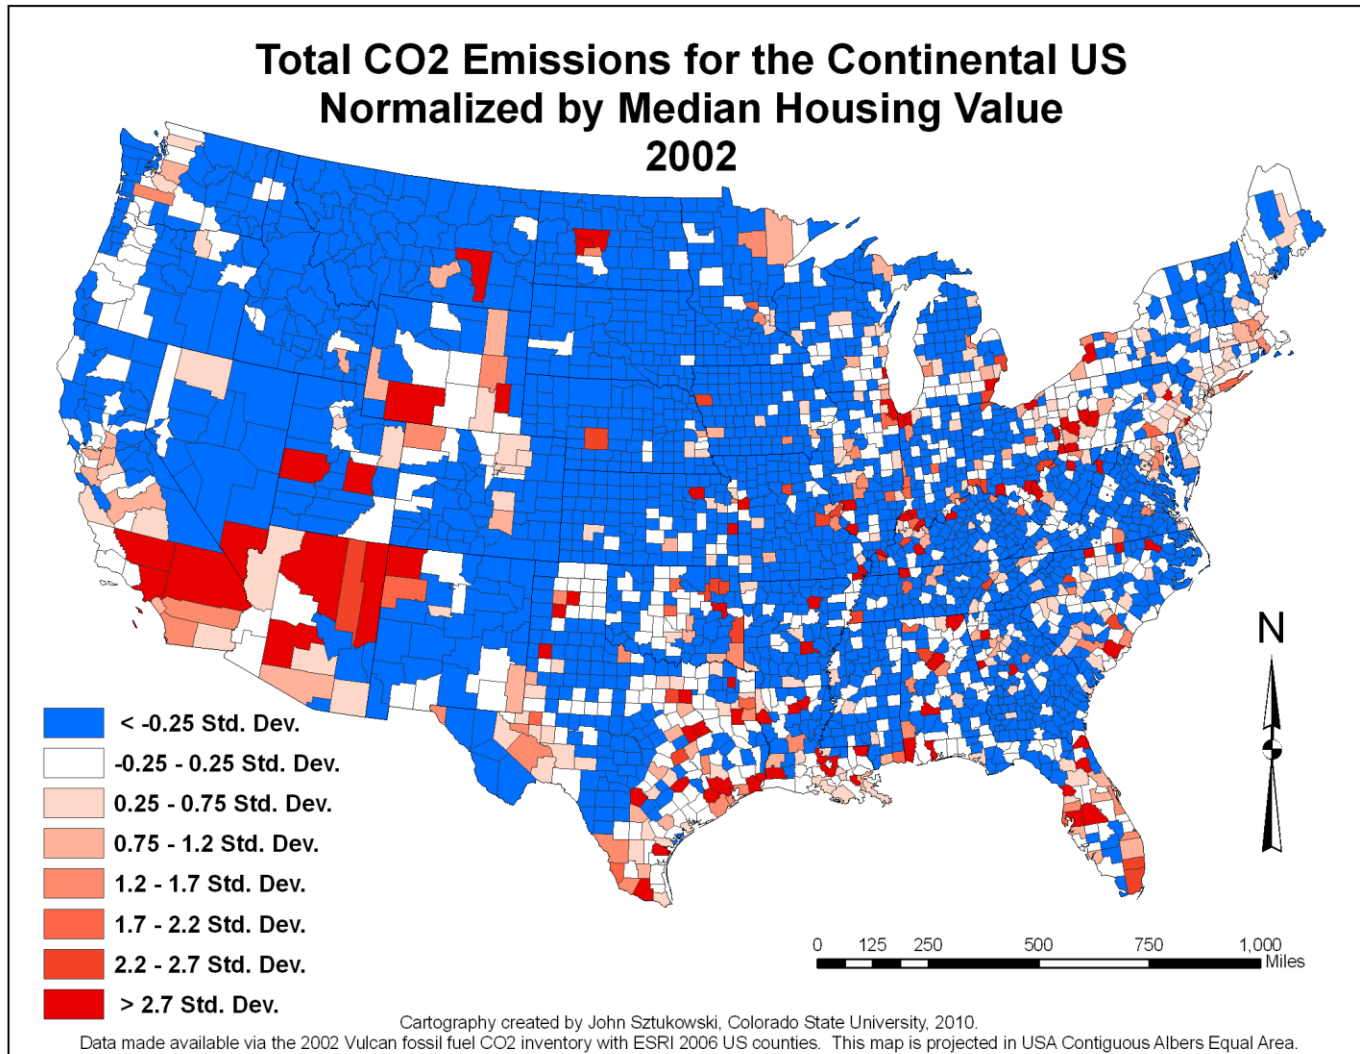 Total CO2 Emissions for the Continental US
Normalized by Median Housing Value
2002
N
< -0.25 Std. Dev.
-0.25 - 0.25 Std. Dev.
0.25 - 0.75 Std. Dev.
0.75 - 1.2 Std. Dev.
1.2 - 1.7 Std. Dev.
1.7 - 2.2 Std. Dev.
2.2 - 2.7 Std. Dev.
> 2.7 Std. Dev.
0 125 250 500 750 1,000
Miles
Cartography created by John Sztukowski, Colorado State University, 2010.
Data made available via the 2002 Vulcan fossil fuel CO2 inventory with ESRI 2006 US counties. This map is projected in USA Contiguous Albers Equal Area.